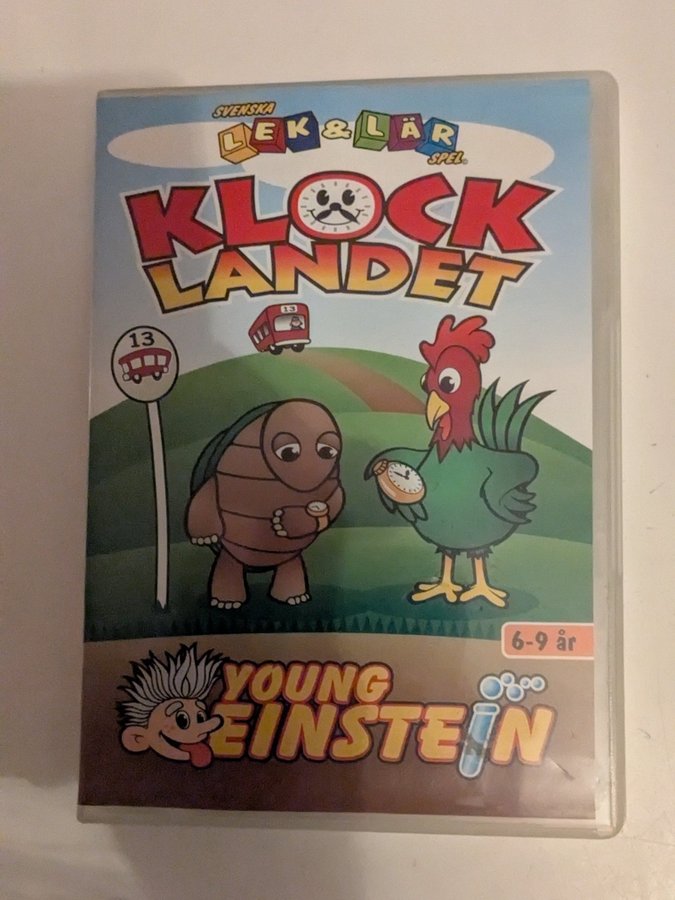 SVENSKA
LEK & LÄR
SPEL®
KLOCK
LANDET
13
13
6-9 år
YOUNG
EINSTEIN